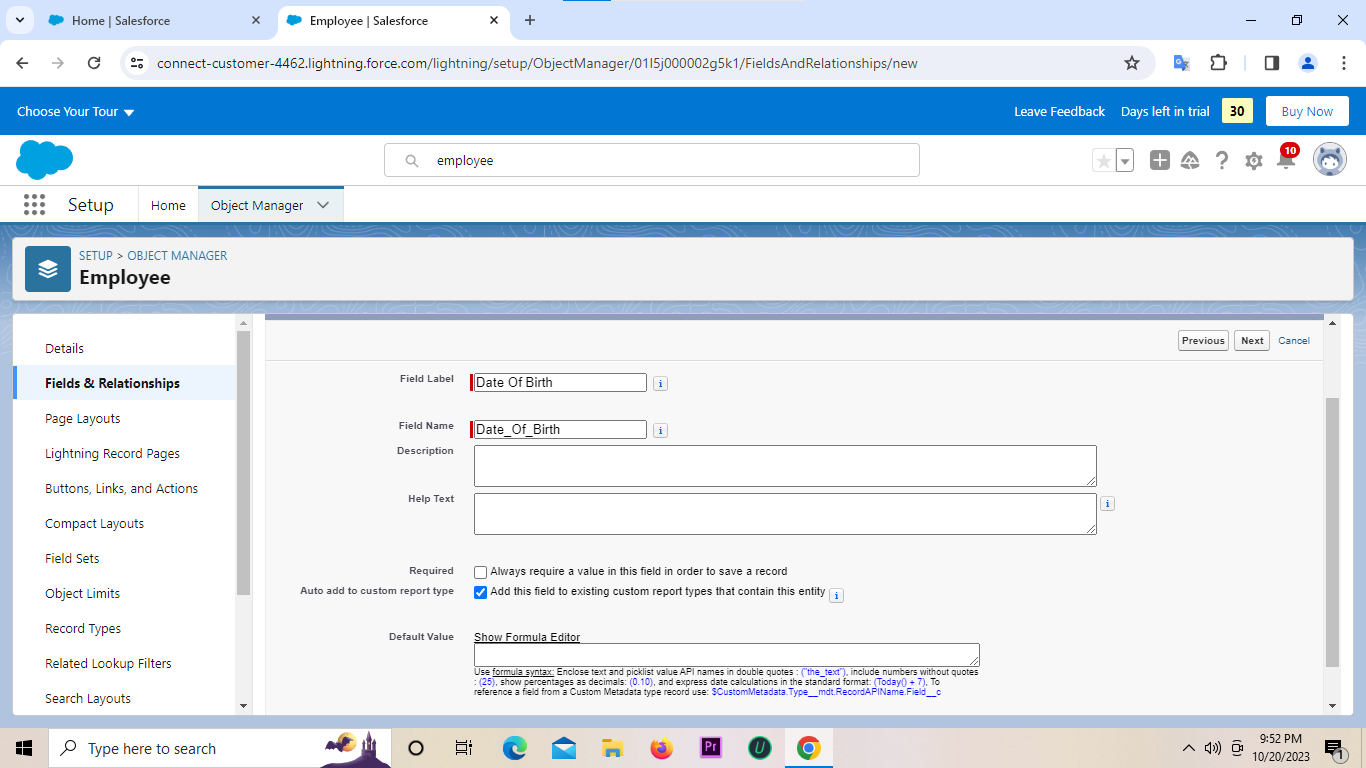 Home | Salesforce
Employee | Salesforce
connect-customer-4462.lightning.force.com/lightning/setup/ObjectManager/01I5j000002g5k1/FieldsAndRelationships/new
Choose Your Tour
Leave Feedback
Days left in trial
30
Buy Now
employee
10
Setup
Home
Object Manager
SETUP > OBJECT MANAGER
Employee
Details
Fields & Relationships
Page Layouts
Lightning Record Pages
Buttons, Links, and Actions
Compact Layouts
Field Sets
Object Limits
Record Types
Related Lookup Filters
Search Layouts
Previous
Next
Cancel
Field Label
Date Of Birth
i
Field Name
Date_Of_Birth
i
Description
Help Text
i
Required
Always require a value in this field in order to save a record
Auto add to custom report type
Add this field to existing custom report types that contain this entity
i
Default Value
Show Formula Editor
Use formula syntax: Enclose text and picklist value API names in double quotes : ("the_text"), include numbers without quotes
: (25), show percentages as decimals: (0.10), and express date calculations in the standard format: (Today() + 7), To
reference a field from a Custom Metadata type record use: $CustomMetadata.Type__mdt.RecordAPIName.Field__c
Type here to search
Pr
U
9:52 PM
10/20/2023
1